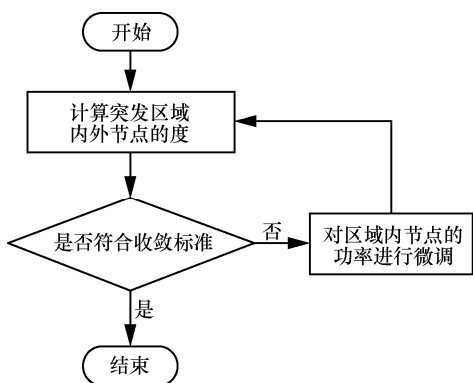 开始
计算突发区域
内外节点的度
是否符合收敛标准
否
对区域内节点的
功率进行微调
是
结束